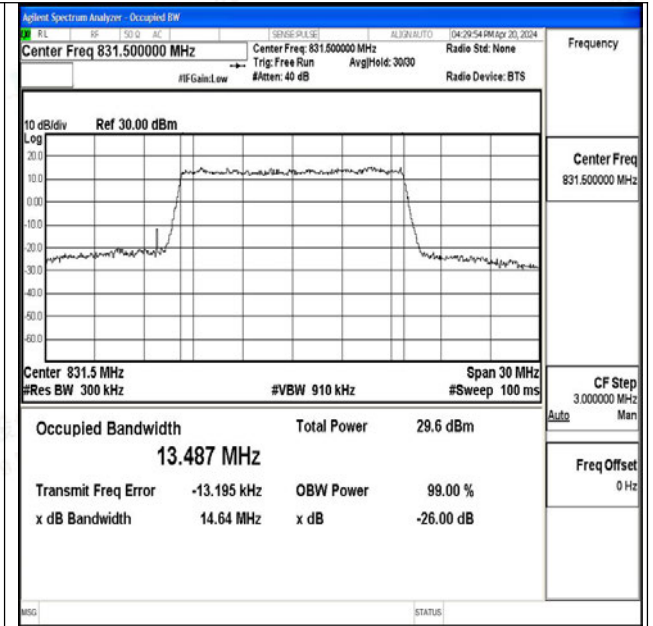 Agilent Spectrum Analyzer - Occupied BW
RL RF 50 Ω AC SENSE:PULSE ALIGN AUTO 04:29:54 PM Apr 20, 2024
Center Freq 831.500000 MHz Center Freq: 831.500000 MHz Radio Std: None Frequency
Trig: Free Run Avg|Hold: 30/30
#IFGain:Low #Atten: 40 dB Radio Device: BTS
10 dB/div Ref 30.00 dBm
Log
20.0
10.0
0.00
-10.0
-20.0
-30.0
-40.0
-50.0
-60.0
Center Freq
831.500000 MHz
Center 831.5 MHz Span 30 MHz
#Res BW 300 kHz #VBW 910 kHz #Sweep 100 ms
CF Step
3.000000 MHz
Auto Man
Occupied Bandwidth Total Power 29.6 dBm
13.487 MHz
Transmit Freq Error -13.195 kHz OBW Power 99.00 %
x dB Bandwidth 14.64 MHz x dB -26.00 dB
Freq Offset
0 Hz
MSG STATUS